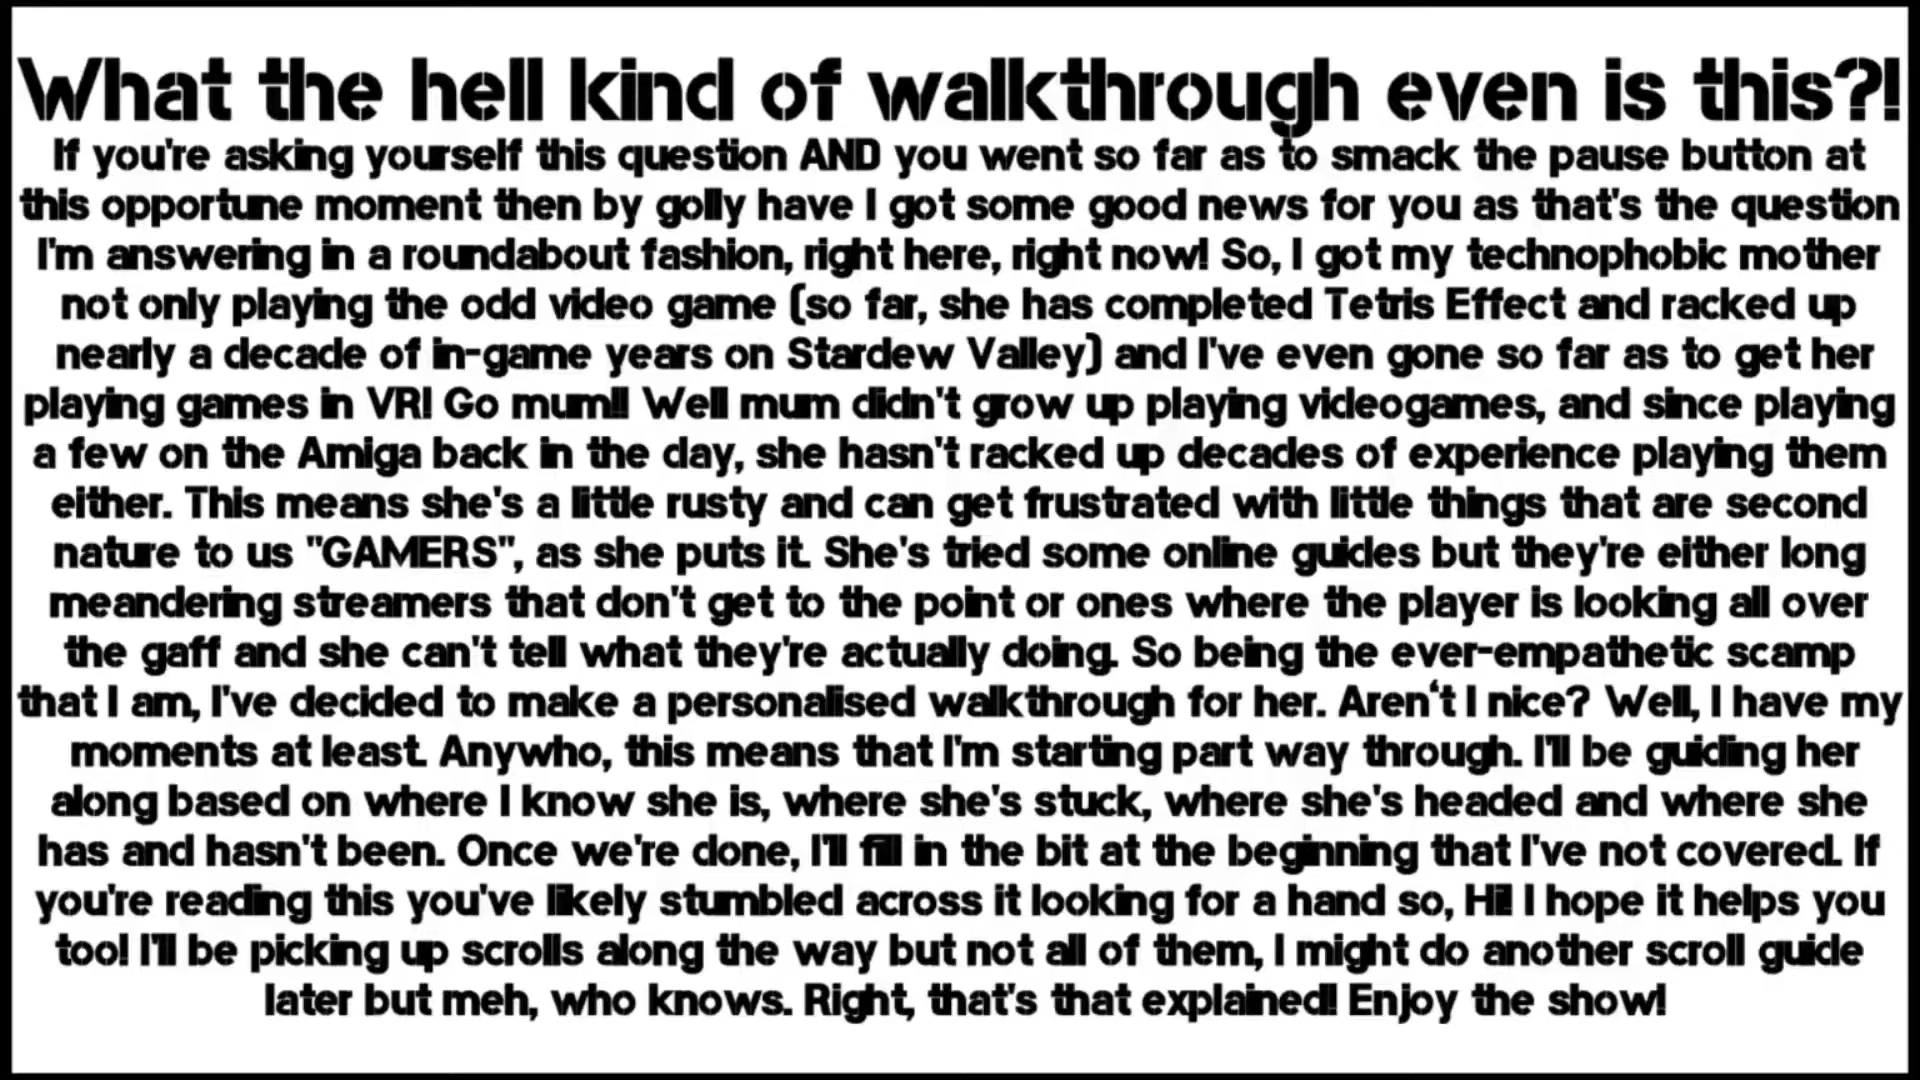 What the hell kind of walkthrough even is this?!
If you're asking yourself this question AND you went so far as to smack the pause button at
this opportune moment then by golly have I got some good news for you as that's the question
I'm answering in a roundabout fashion, right here, right now! So, I got my technophobic mother
not only playing the odd video game (so far, she has completed Tetris Effect and racked up
nearly a decade of in-game years on Stardew Valley) and I've even gone so far as to get her
playing games in VR! Go mum!! Well mum didn't grow up playing videogames, and since playing
a few on the Amiga back in the day, she hasn't racked up decades of experience playing them
either. This means she's a little rusty and can get frustrated with little things that are second
nature to us "GAMERS", as she puts it. She's tried some online guides but they're either long
meandering streamers that don't get to the point or ones where the player is looking all over
the gaff and she can't tell what they're actually doing. So being the ever-empathetic scamp
that I am, I've decided to make a personalised walkthrough for her. Aren‘t I nice? Well, I have my
moments at least. Anywho, this means that I'm starting part way through. I'll be guiding her
along based on where I know she is, where she's stuck, where she's headed and where she
has and hasn't been. Once we're done, I'll fill in the bit at the beginning that I've not covered. If
you're reading this you've likely stumbled across it looking for a hand so, Hi! I hope it helps you
too! I'll be picking up scrolls along the way but not all of them, I might do another scroll guide
later but meh, who knows. Right, that's that explained! Enjoy the show!